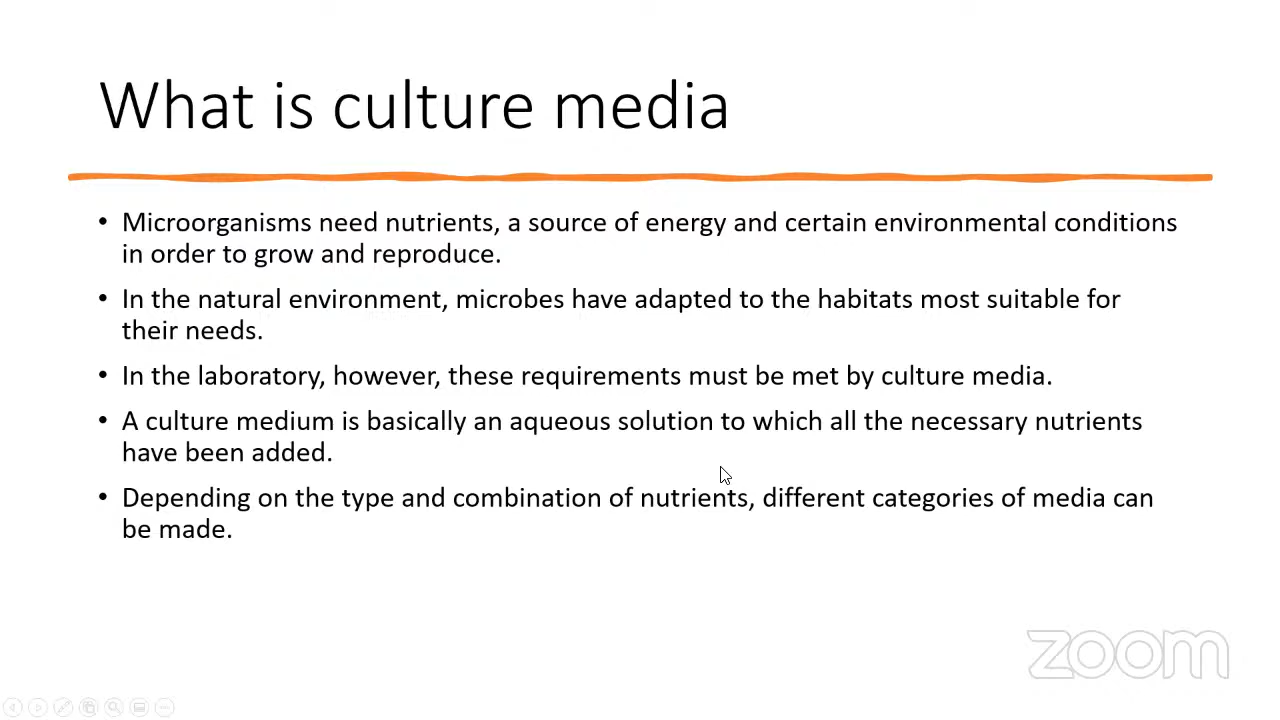 What is culture media
• Microorganisms need nutrients, a source of energy and certain environmental conditions
in order to grow and reproduce.
• In the natural environment, microbes have adapted to the habitats most suitable for
their needs.
• In the laboratory, however, these requirements must be met by culture media.
• A culture medium is basically an aqueous solution to which all the necessary nutrients
have been added.
• Depending on the type and combination of nutrients, different categories of media can
be made.
zoom